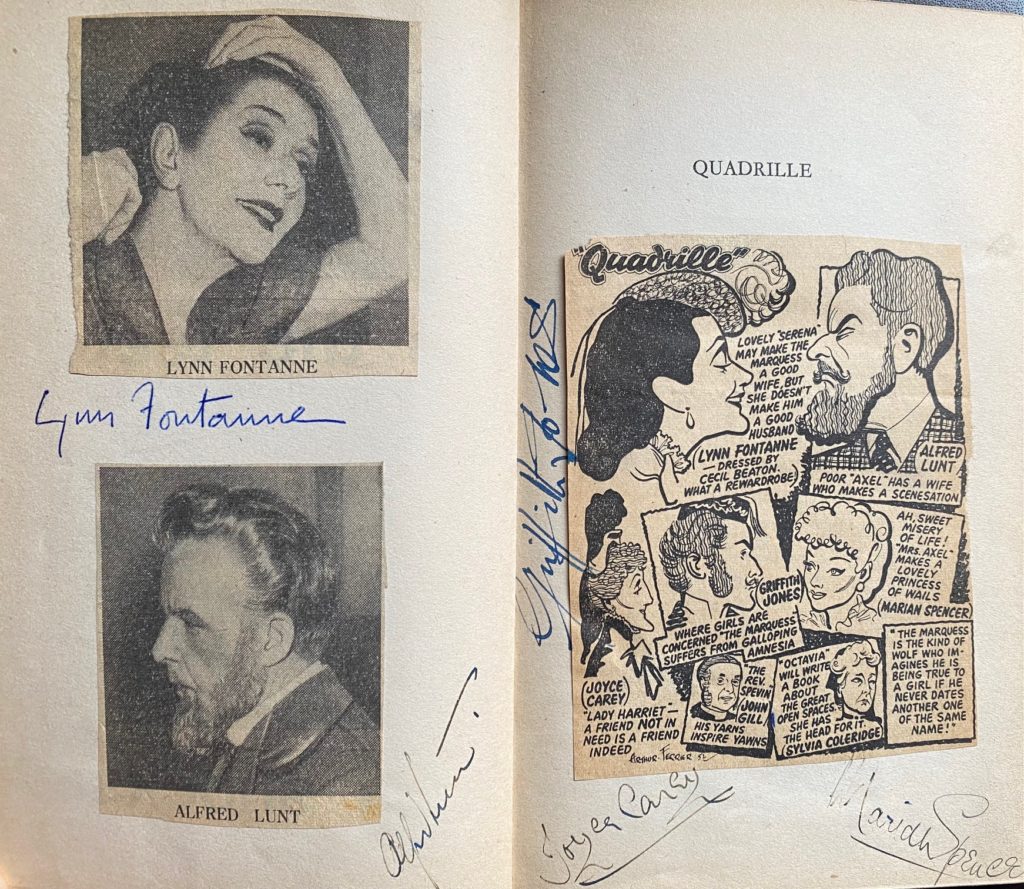 LYNN FONTANNE
Lynn Fontanne
ALFRED LUNT
Alfred Lunt.
QUADRILLE
"Quadrille"
LOVELY "SERENA"
MAY MAKE THE
MARQUESS
A GOOD
WIFE, BUT
SHE DOESN'T
MAKE HIM
A GOOD
HUSBAND
(LYNN FONTANNE
— DRESSED BY
CECIL BEATON.
WHAT A REWARDROBE)
ALFRED
LUNT
POOR "AXEL" HAS A WIFE
WHO MAKES A SCENESATION
Griffith Jones
GRIFFITH
JONES)
WHERE GIRLS ARE
CONCERNED "THE MARQUESS"
SUFFERS FROM GALLOPING
AMNESIA
AH, SWEET
MISERY
OF LIFE!
"MRS. AXEL"
MAKES A
LOVELY
PRINCESS
OF WAILS
(MARIAN SPENCER)
(JOYCE
CAREY)
"LADY HARRIET" —
A FRIEND NOT IN
NEED IS A FRIEND
INDEED
"THE
REV.
SPEVIN"
(JOHN
GILL)
HIS YARNS
INSPIRE YAWNS
"OCTAVIA"
WILL WRITE
A BOOK
ABOUT
THE GREAT
OPEN SPACES.
SHE HAS
THE HEAD FOR IT.
(SYLVIA COLERIDGE)
"THE MARQUESS
IS THE KIND OF
WOLF WHO IM-
AGINES HE IS
BEING TRUE TO
A GIRL IF HE
NEVER DATES
ANOTHER ONE
OF THE SAME
NAME!"
ARTHUR FERRIER 52
Joyce Carey
Marian Spencer